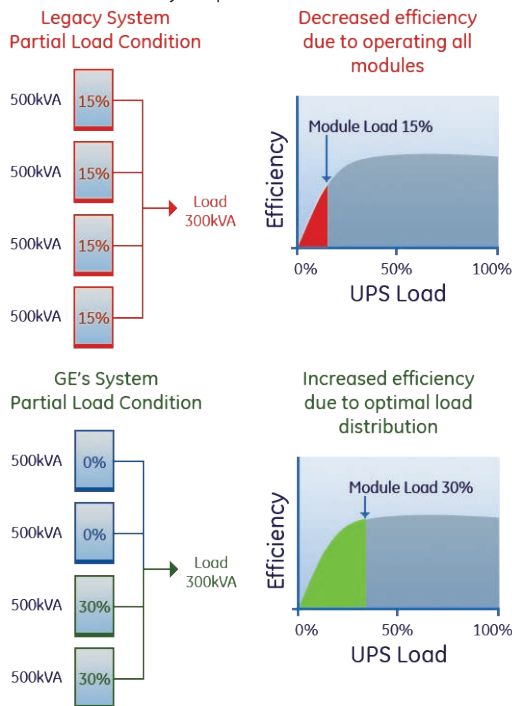 Legacy System
Partial Load Condition
500kVA
15%
500kVA
15%
500kVA
15%
500kVA
15%
Load
300kVA
Decreased efficiency
due to operating all
modules
Module Load 15%
Efficiency
0%
50%
100%
UPS Load
GE's System
Partial Load Condition
500kVA
0%
500kVA
0%
500kVA
30%
500kVA
30%
Load
300kVA
Increased efficiency
due to optimal load
distribution
Module Load 30%
Efficiency
0%
50%
100%
UPS Load